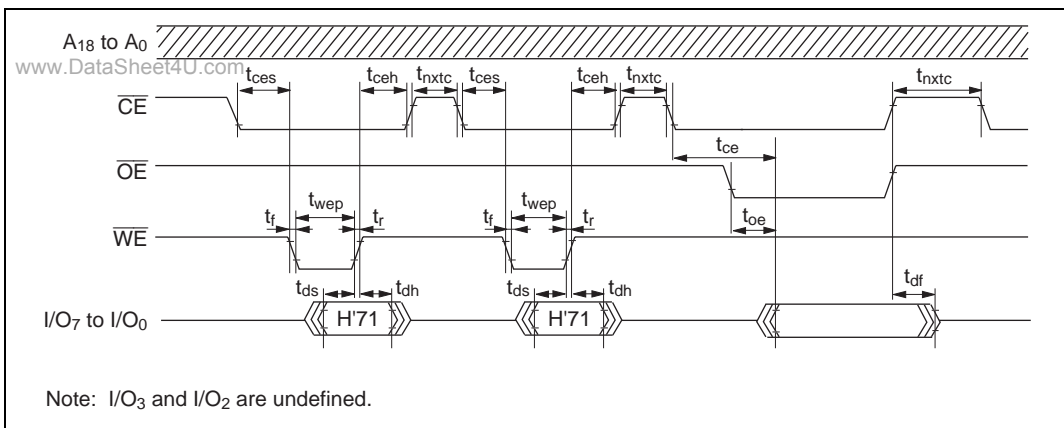 A18 to A0
www.DataSheet4U.com
tces tceh tnxtc tces tceh tnxtc tnxtc
CE
tce
OE
twep twep
tf tr tf tr toe
WE
tds tdh tds tdh tdf
I/O7 to I/O0 H'71 H'71
Note: I/O3 and I/O2 are undefined.